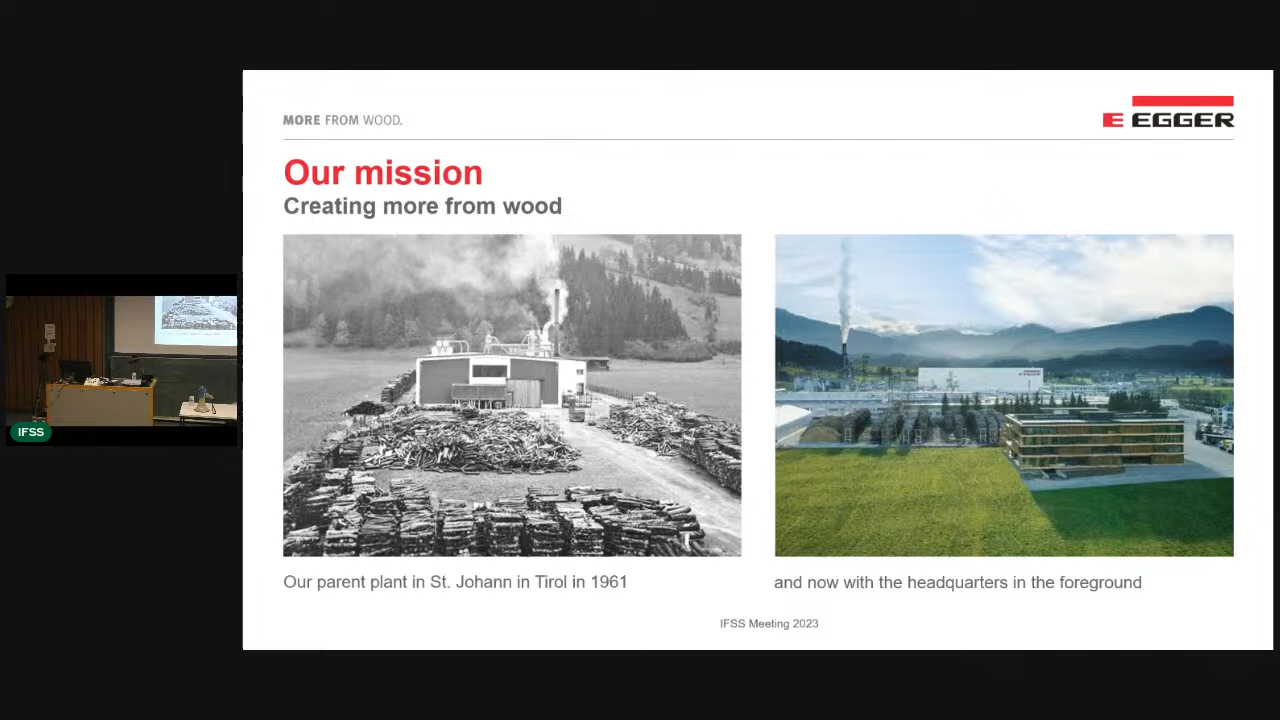 MORE FROM WOOD.
E EGGER
Our mission
Creating more from wood
Our parent plant in St. Johann in Tirol in 1961
and now with the headquarters in the foreground
IFSS Meeting 2023
IFSS